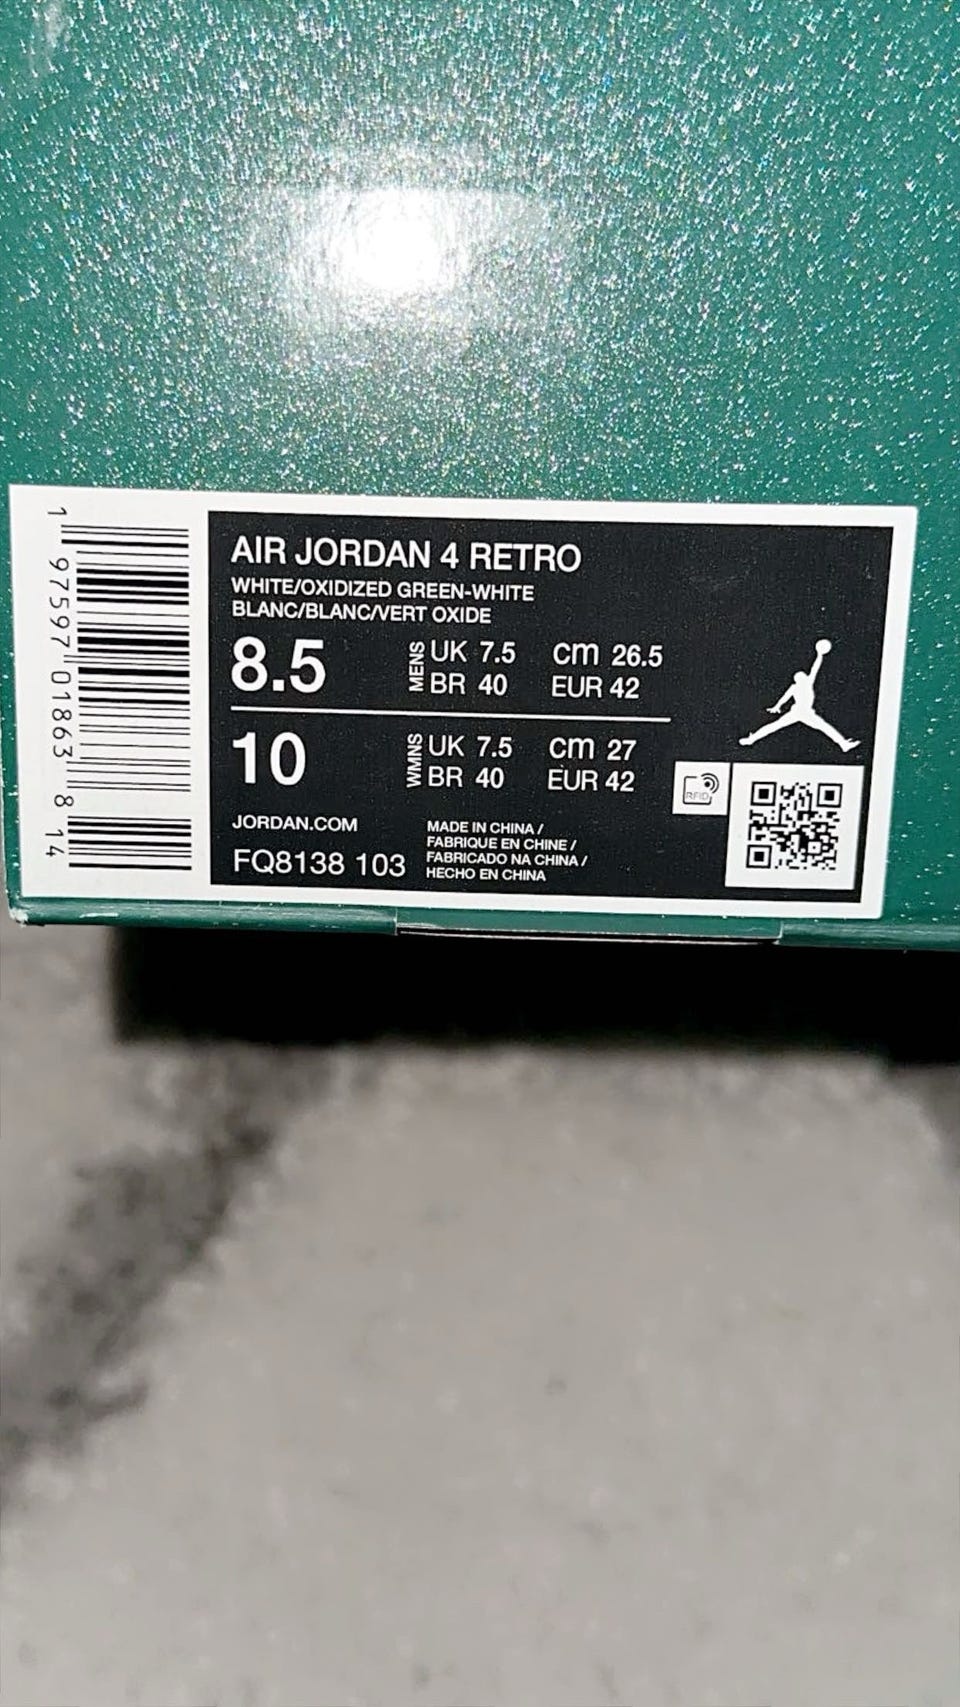 1 97597 01863 8 14
AIR JORDAN 4 RETRO
WHITE/OXIDIZED GREEN-WHITE
BLANC/BLANC/VERT OXIDE
8.5 MENS UK 7.5 cm 26.5
BR 40 EUR 42
10 WMNS UK 7.5 cm 27
BR 40 EUR 42
RFID
JORDAN.COM
FQ8138 103
MADE IN CHINA /
FABRIQUE EN CHINE /
FABRICADO NA CHINA /
HECHO EN CHINA